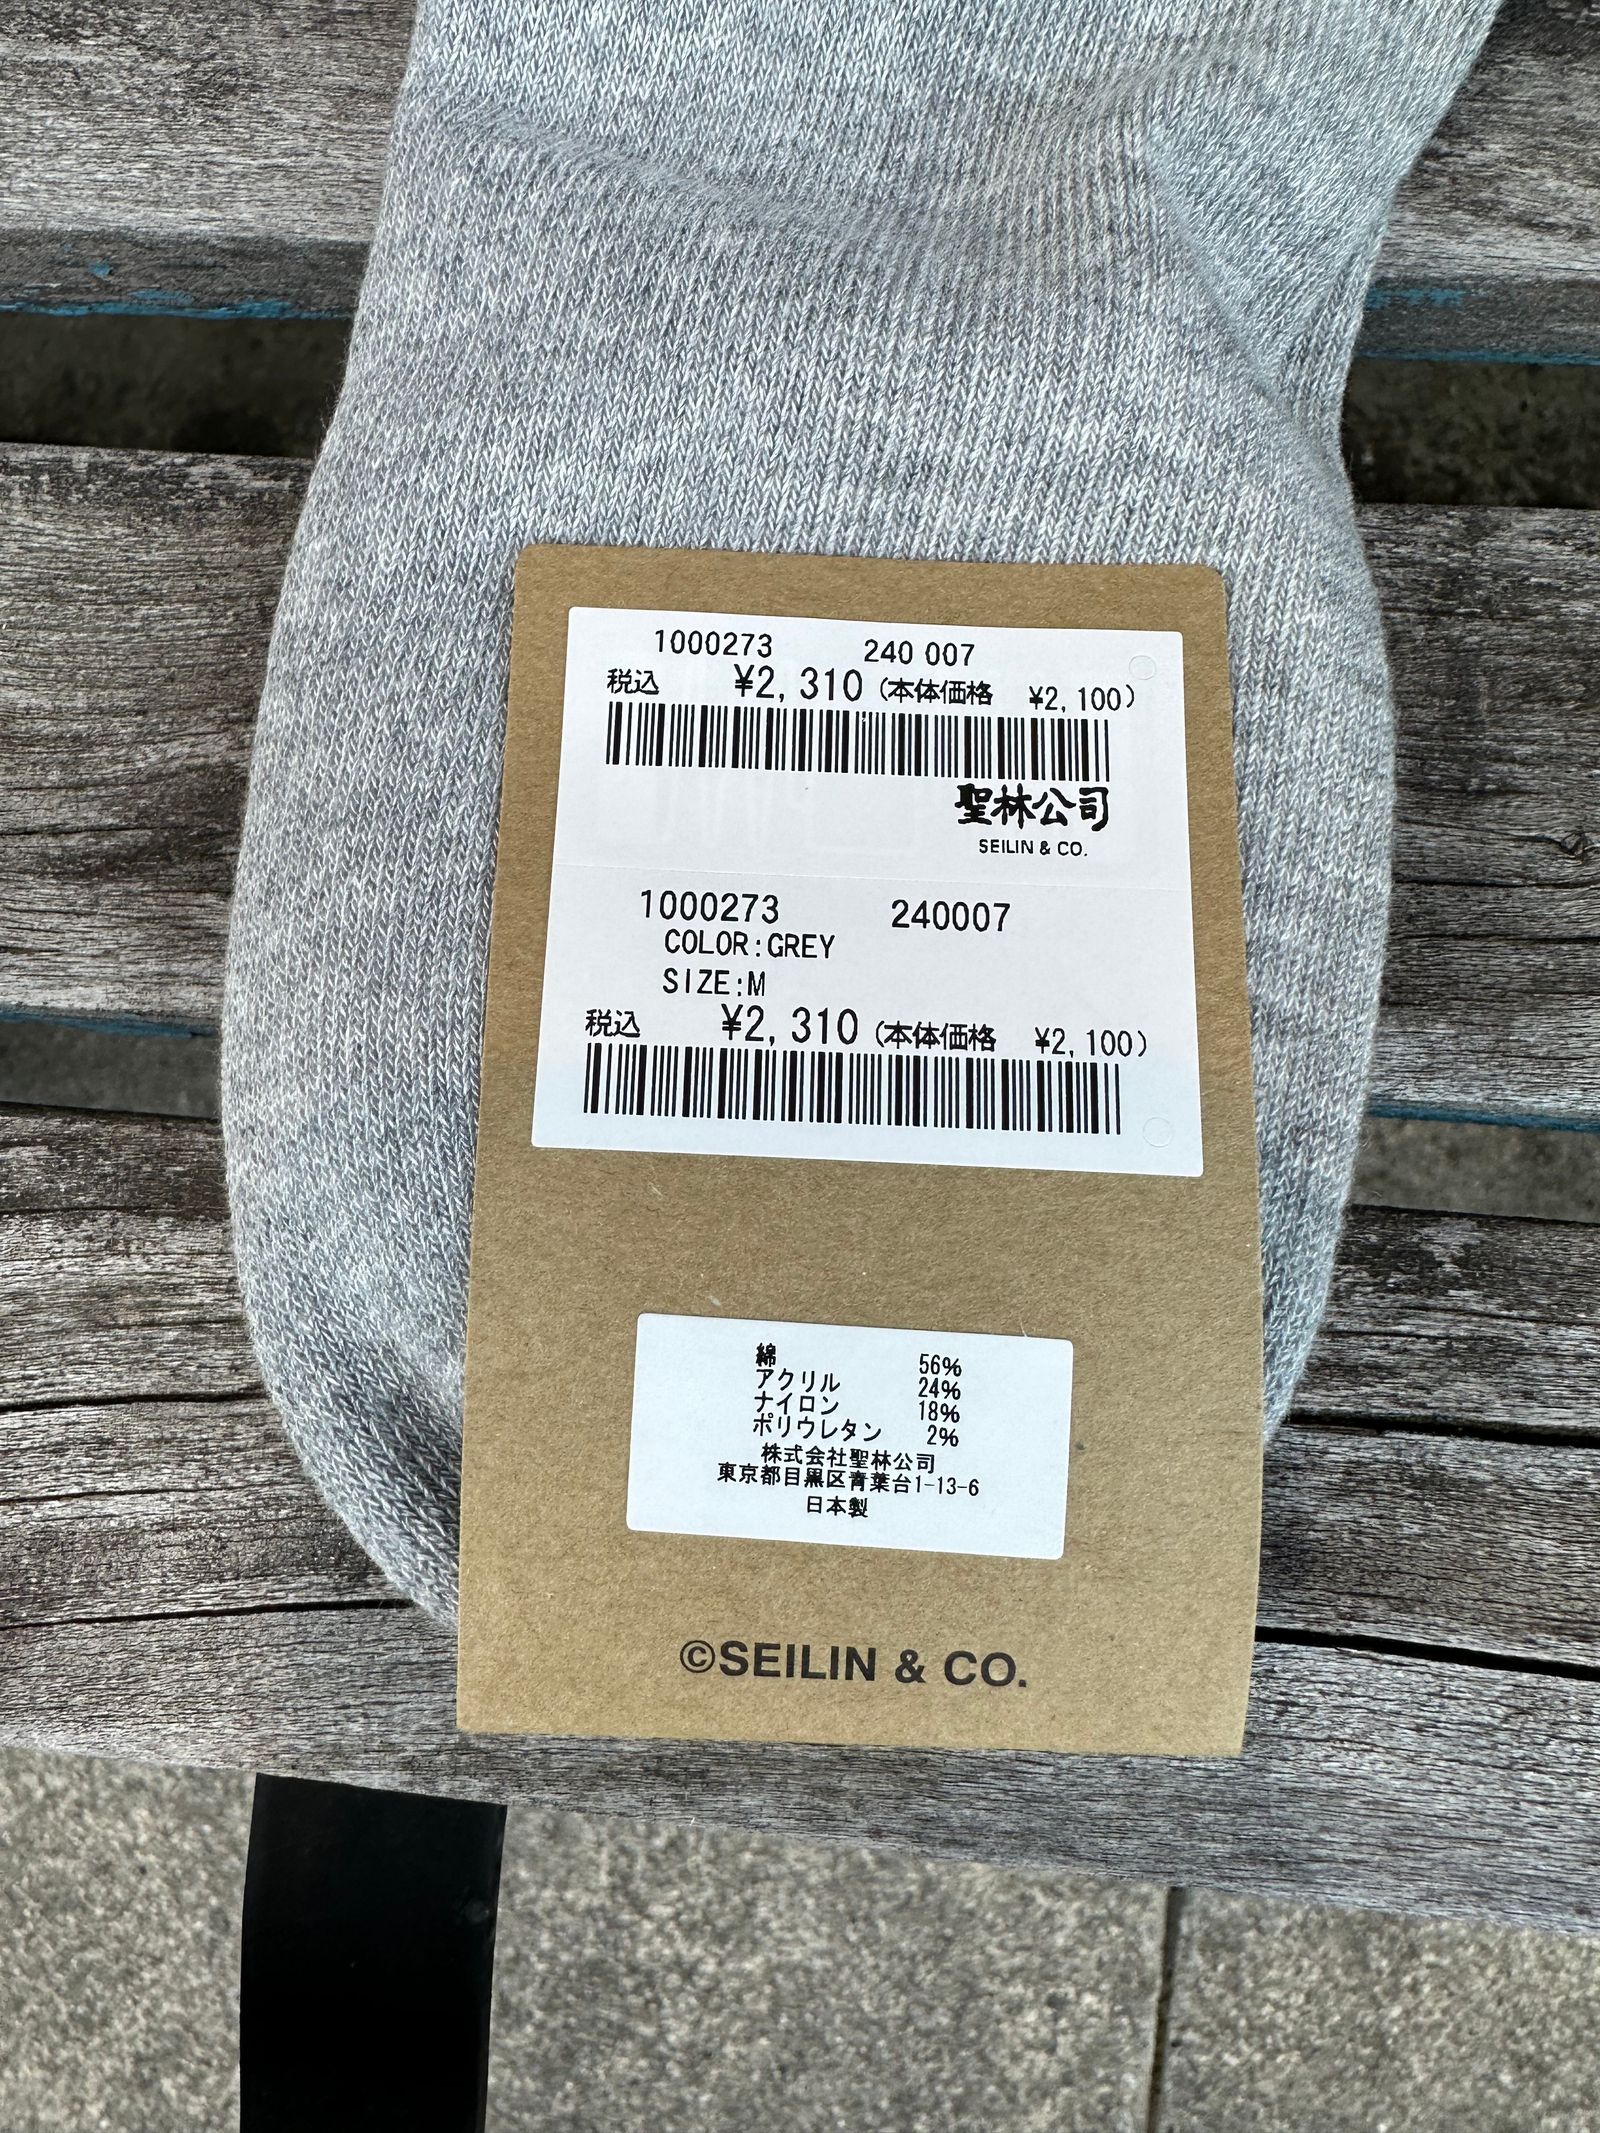 1000273 240 007
税込 ¥2,310 (本体価格 ¥2,100)
聖林公司
SEILIN & CO.
1000273 240007
COLOR:GREY
SIZE:M
税込 ¥2,310 (本体価格 ¥2,100)
綿 56%
アクリル 24%
ナイロン 18%
ポリウレタン 2%
株式会社聖林公司
東京都目黒区青葉台1-13-6
日本製
©SEILIN & CO.